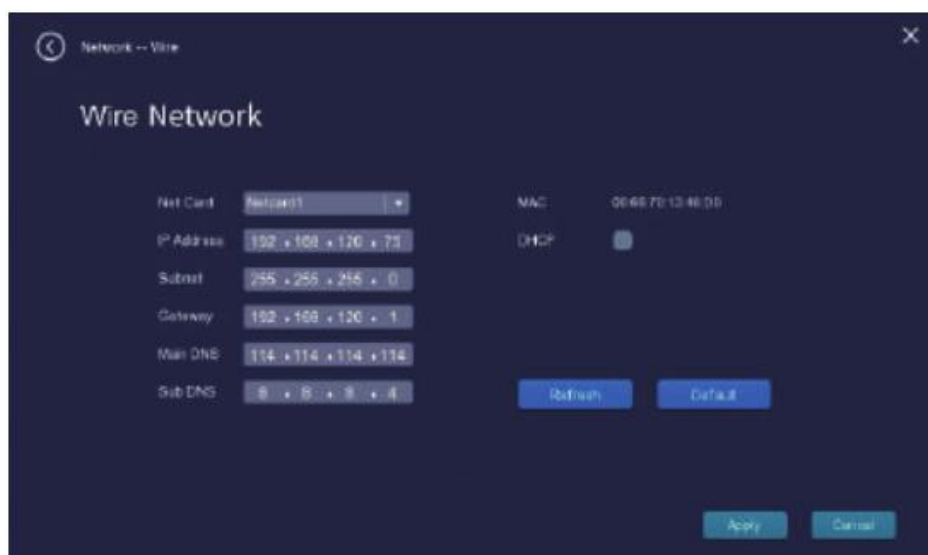 Network -- Wire
Wire Network
Net Card Netcard1
MAC
IP Address 192 . 168 . 120 . 75
DHCP
Subnet 255 . 255 . 255 . 0
Gateway 192 . 168 . 120 . 1
Main DNS 114 . 114 . 114 . 114
Sub DNS 8 . 8 . 8 . 4
Refresh
Default
Apply
Cancel